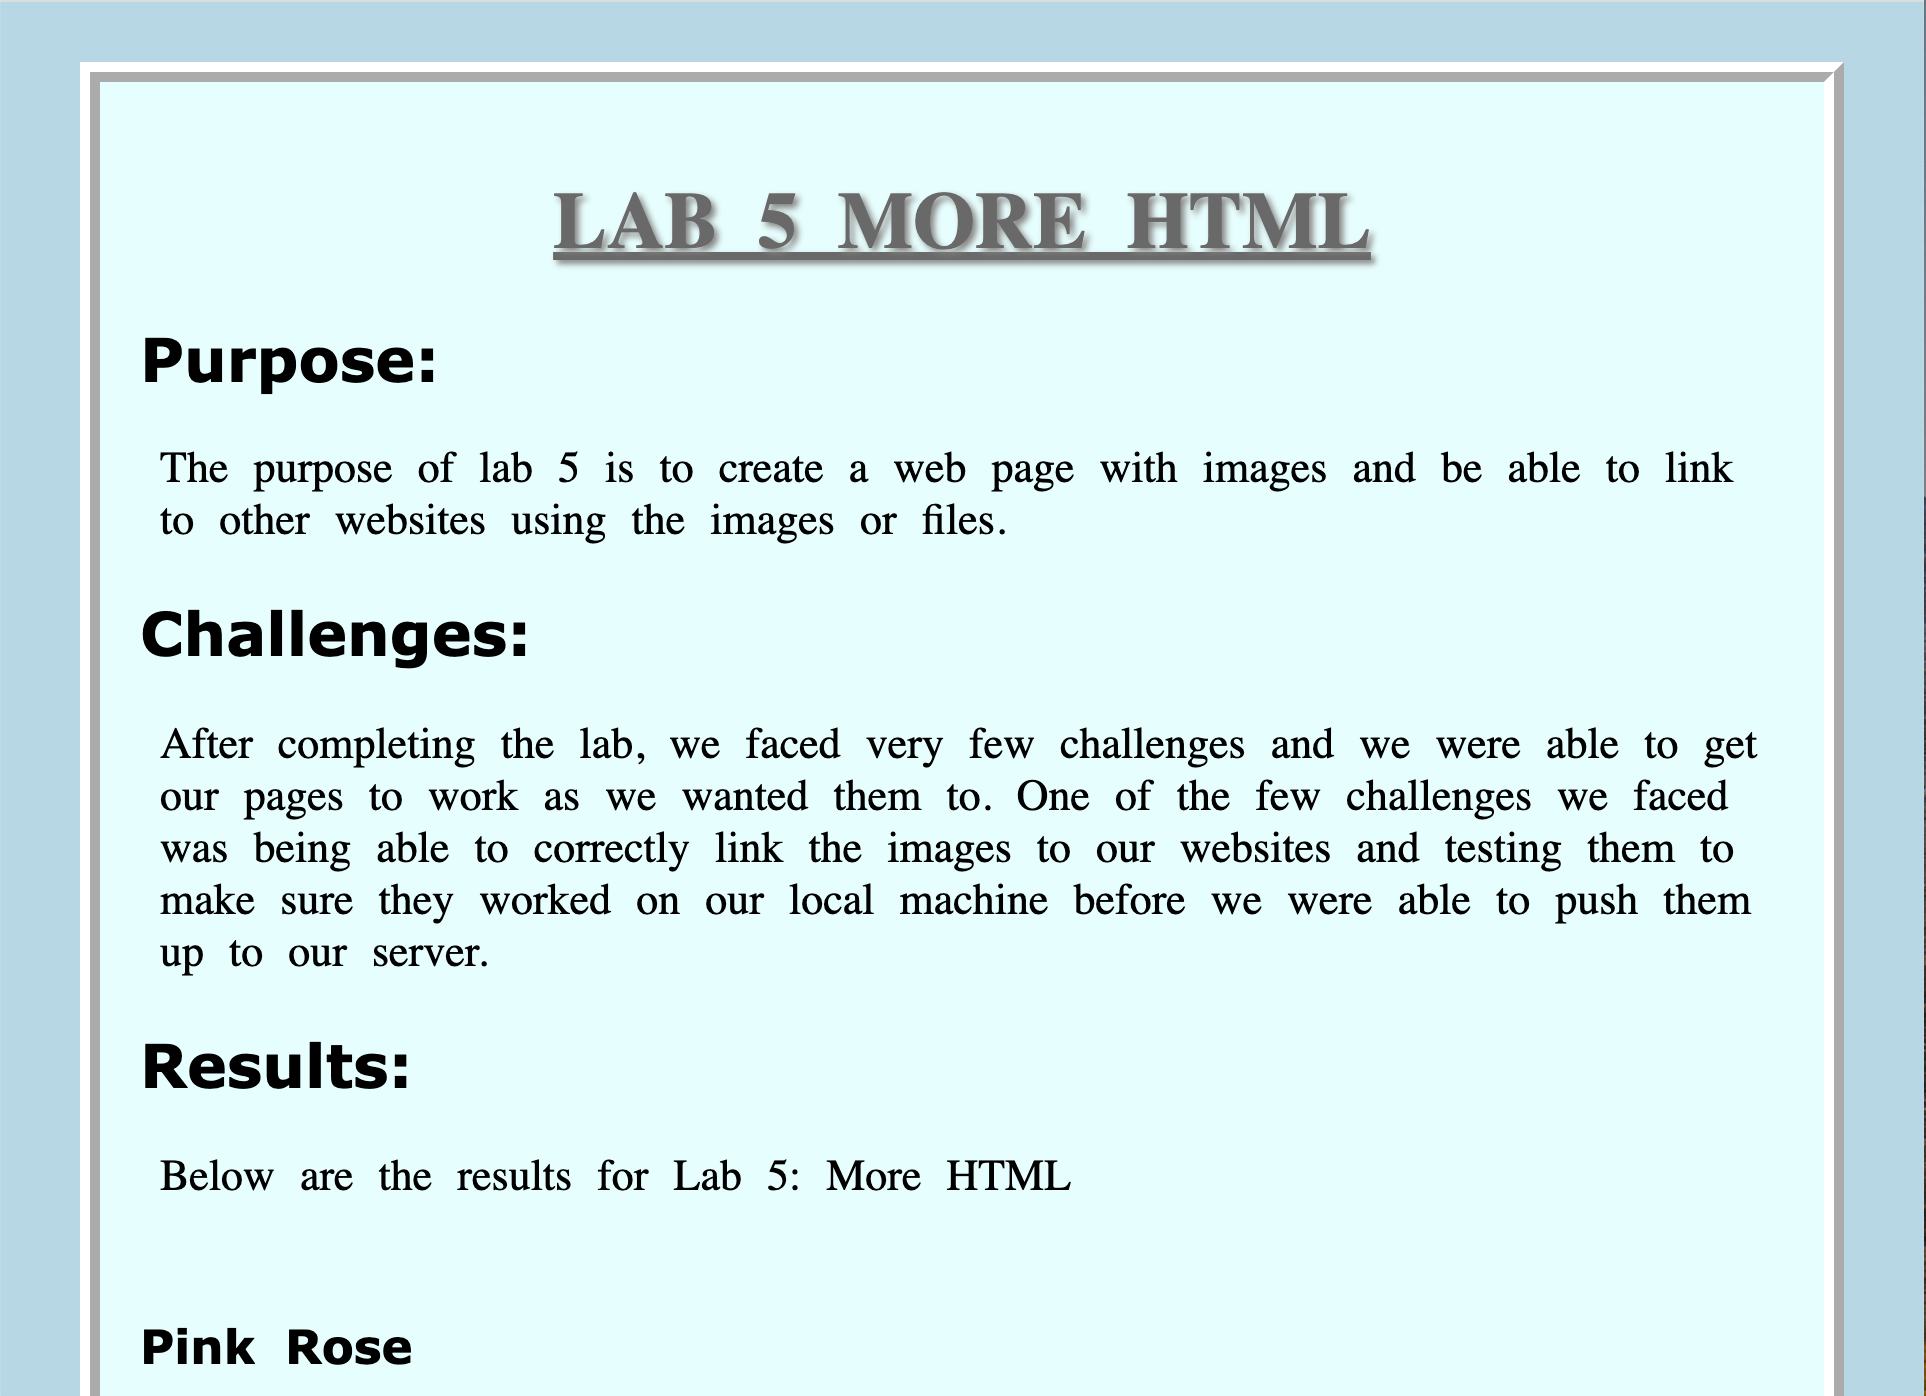 LAB 5 MORE HTML
Purpose:
The purpose of lab 5 is to create a web page with images and be able to link
to other websites using the images or files.
Challenges:
After completing the lab, we faced very few challenges and we were able to get
our pages to work as we wanted them to. One of the few challenges we faced
was being able to correctly link the images to our websites and testing them to
make sure they worked on our local machine before we were able to push them
up to our server.
Results:
Below are the results for Lab 5: More HTML
Pink Rose